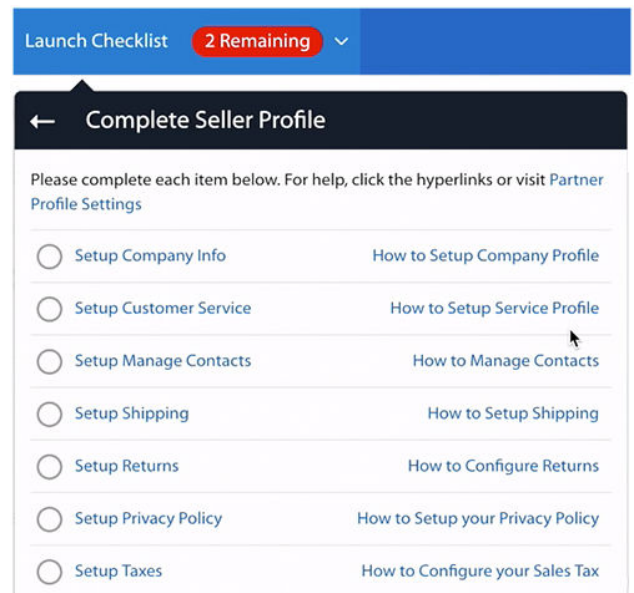 Launch Checklist 2 Remaining
Complete Seller Profile
Please complete each item below. For help, click the hyperlinks or visit Partner
Profile Settings
Setup Company Info How to Setup Company Profile
Setup Customer Service How to Setup Service Profile
Setup Manage Contacts How to Manage Contacts
Setup Shipping How to Setup Shipping
Setup Returns How to Configure Returns
Setup Privacy Policy How to Setup your Privacy Policy
Setup Taxes How to Configure your Sales Tax